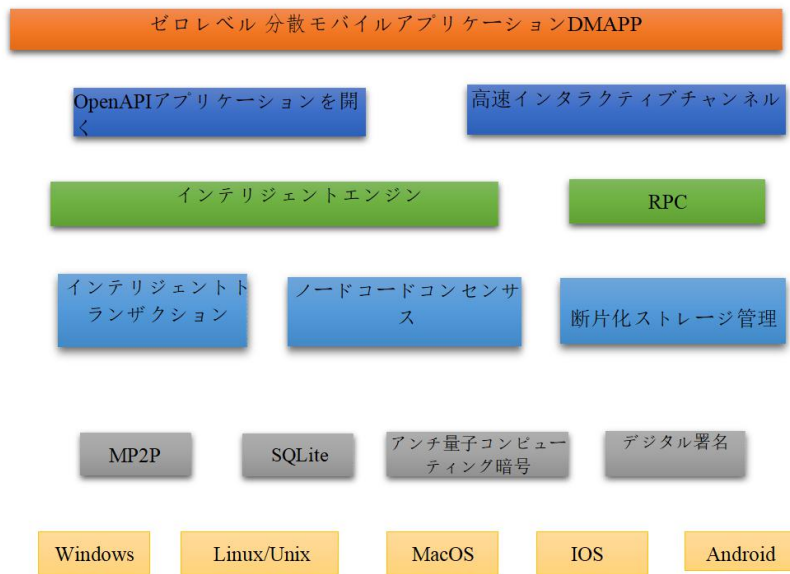 ゼロレベル 分散モバイルアプリケーションDMAPP
OpenAPIアプリケーションを開
く
高速インタラクティブチャンネル
インテリジェントエンジン
RPC
インテリジェントト
ランザクション
ノードコードコンセンサ
ス
断片化ストレージ管理
MP2P
SQLite
アンチ量子コンピュー
ティング暗号
デジタル署名
Windows
Linux/Unix
MacOS
IOS
Android